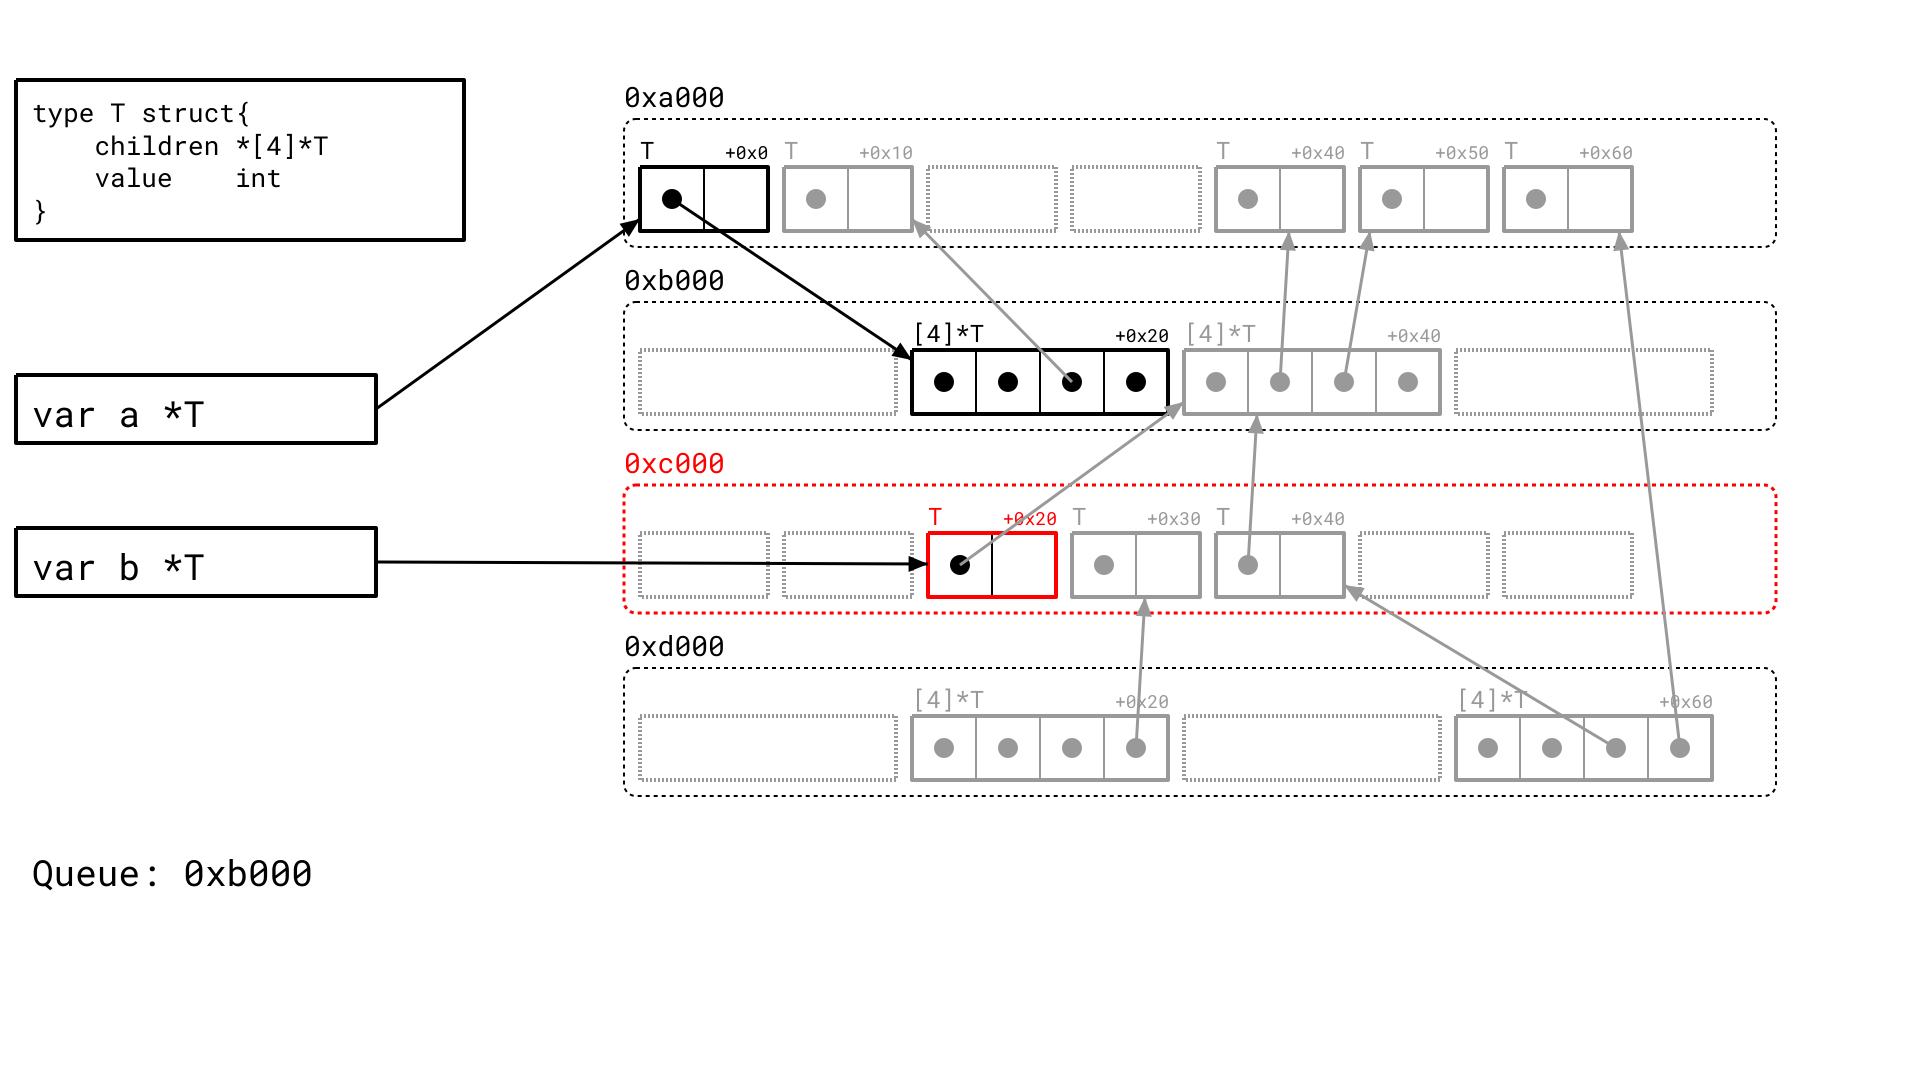 type T struct{
    children *[4]*T
    value    int
}
var a *T
var b *T
0xa000
T +0x0 T +0x10 T +0x40 T +0x50 T +0x60
0xb000
[4]*T +0x20 [4]*T +0x40
0xc000
T +0x20 T +0x30 T +0x40
0xd000
[4]*T +0x20 [4]*T +0x60
Queue: 0xb000